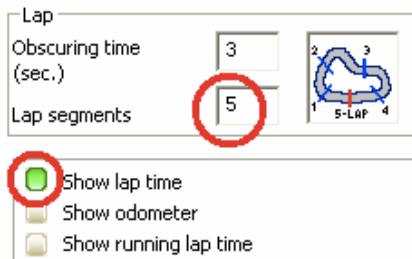 Lap
Obscuring time
(sec.)
3
Lap segments
5
2
3
1
5-LAP
4
Show lap time
Show odometer
Show running lap time